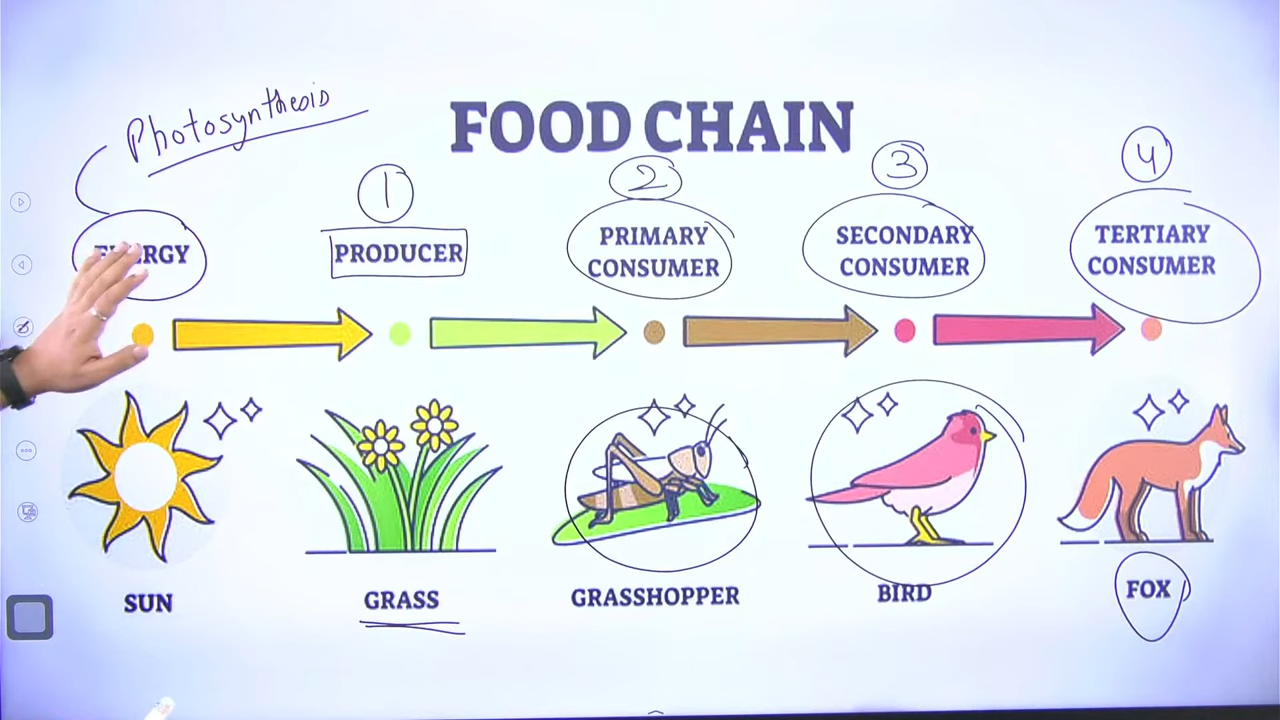 Photosynthesis
FOOD CHAIN
1
2
3
4
ENERGY
PRODUCER
PRIMARY
CONSUMER
SECONDARY
CONSUMER
TERTIARY
CONSUMER
SUN
GRASS
GRASSHOPPER
BIRD
FOX